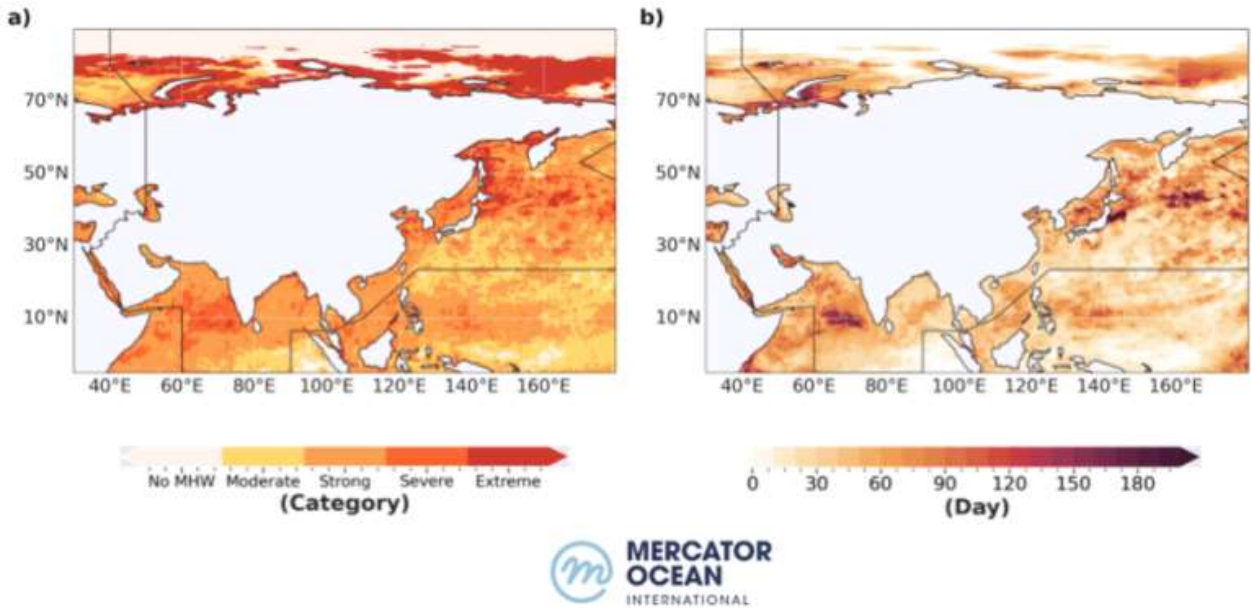 a)
b)
70°N
50°N
30°N
10°N
40°E 60°E 80°E 100°E 120°E 140°E 160°E
70°N
50°N
30°N
10°N
40°E 60°E 80°E 100°E 120°E 140°E 160°E
No MHW Moderate Strong Severe Extreme
(Category)
0 30 60 90 120 150 180
(Day)
MERCATOR
OCEAN
INTERNATIONAL